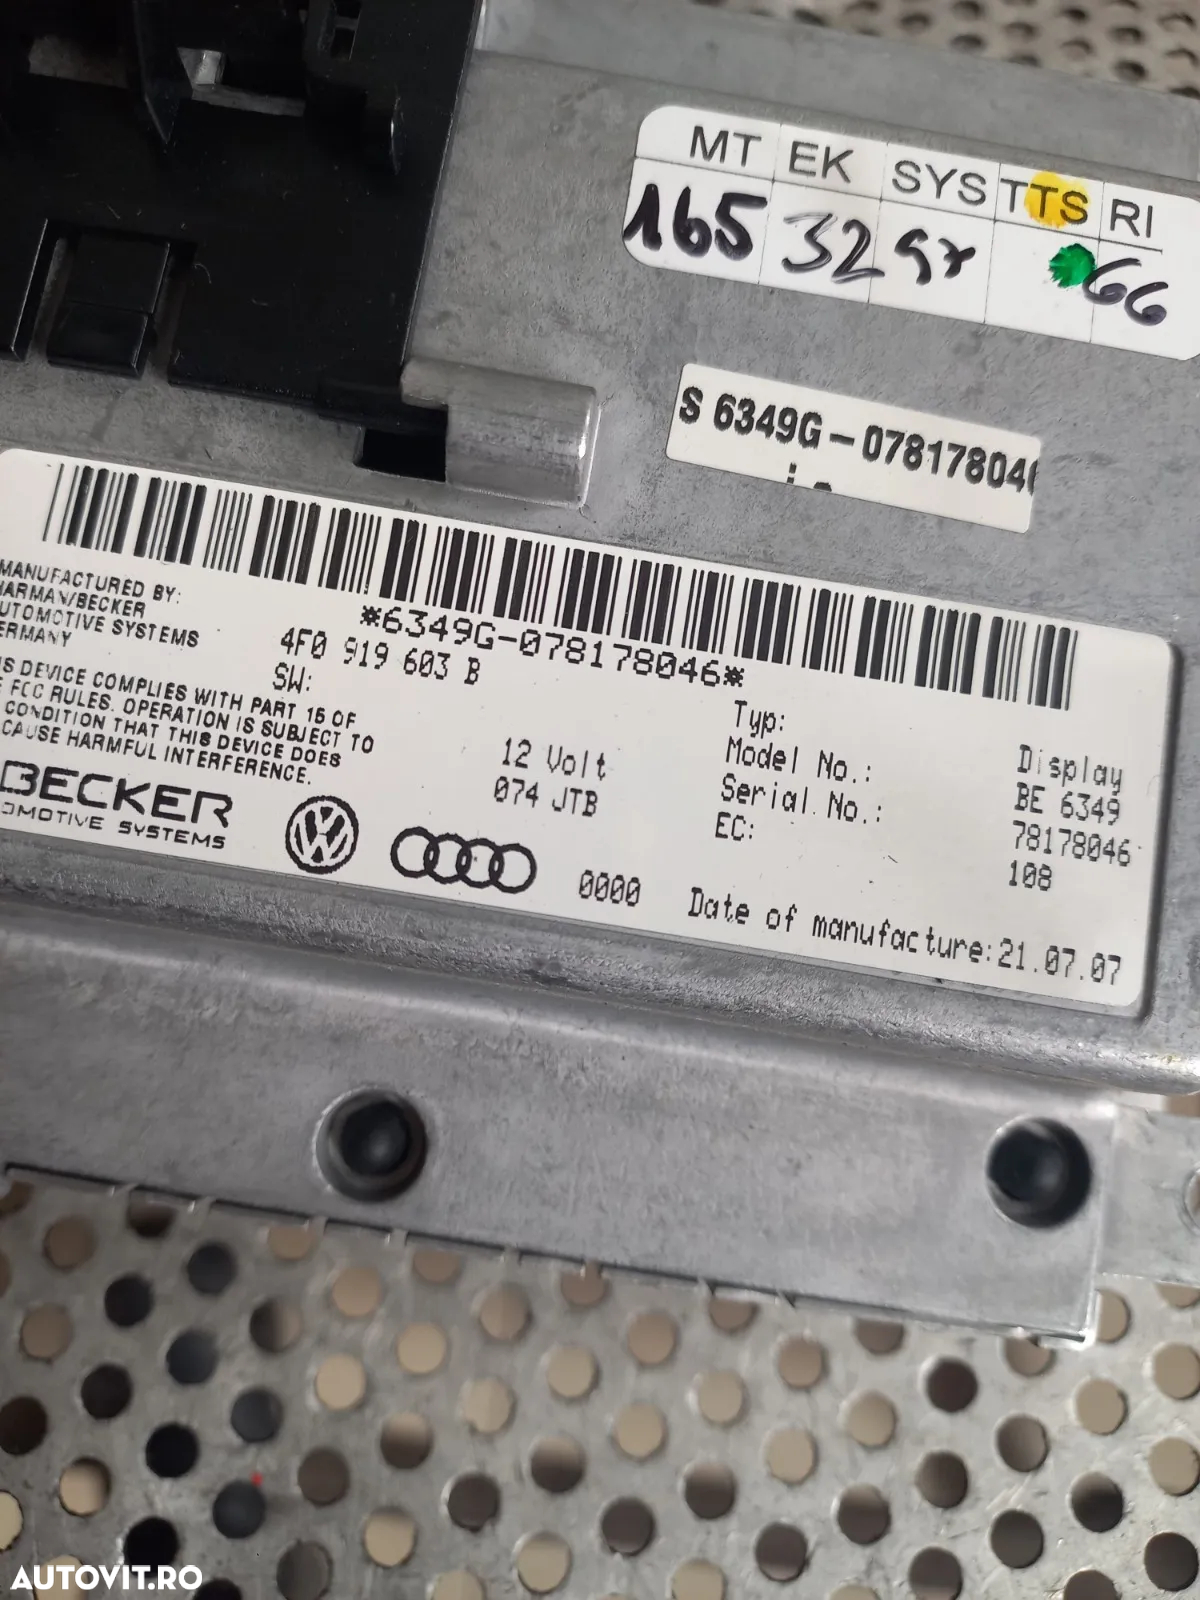 MT EK SYS TTS RI
165 32 66
S 6349G-07817804
*6349G-078178046*
MANUFACTURED BY:
HARMAN/BECKER
AUTOMOTIVE SYSTEMS
GERMANY
4F0 919 603 B
SW:
IS DEVICE COMPLIES WITH PART 15 OF
E FCC RULES. OPERATION IS SUBJECT TO
CONDITION THAT THIS DEVICE DOES
CAUSE HARMFUL INTERFERENCE.
BECKER
OMOTIVE SYSTEMS
12 Volt
074 JTB
0000
Typ: Display
Model No.: BE 6349
Serial No.: 78178046
EC: 108
Date of manufacture: 21.07.07
AUTOVIT.RO